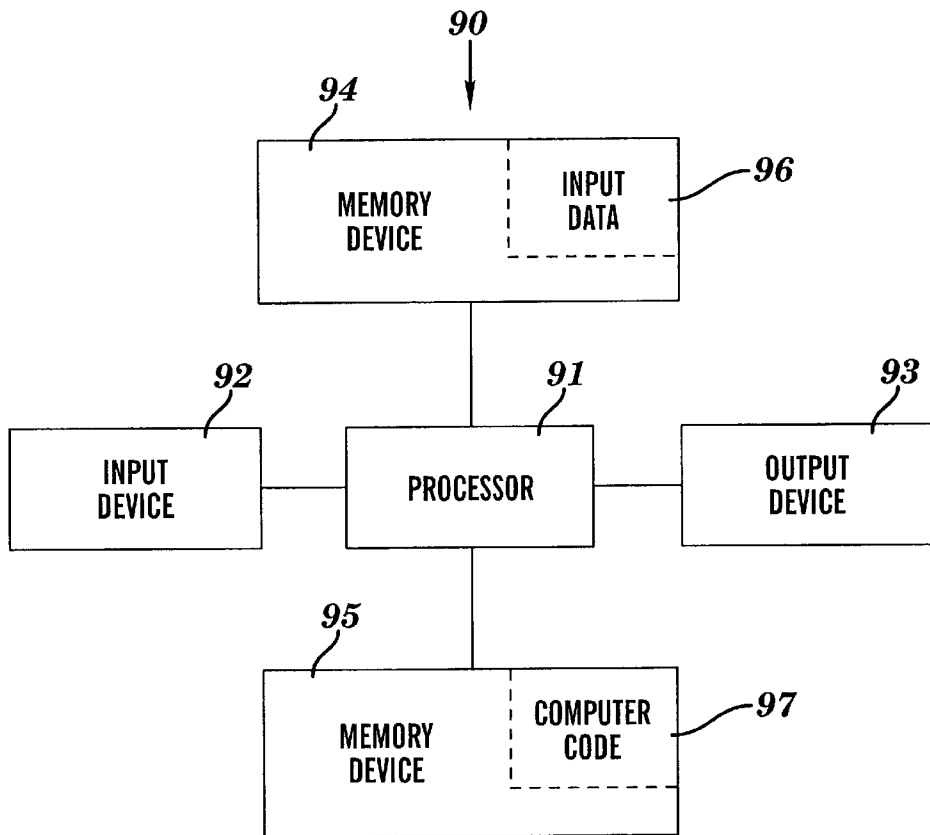 90
94
MEMORY
DEVICE
INPUT
DATA
96
92
INPUT
DEVICE
91
PROCESSOR
93
OUTPUT
DEVICE
95
MEMORY
DEVICE
COMPUTER
CODE
97